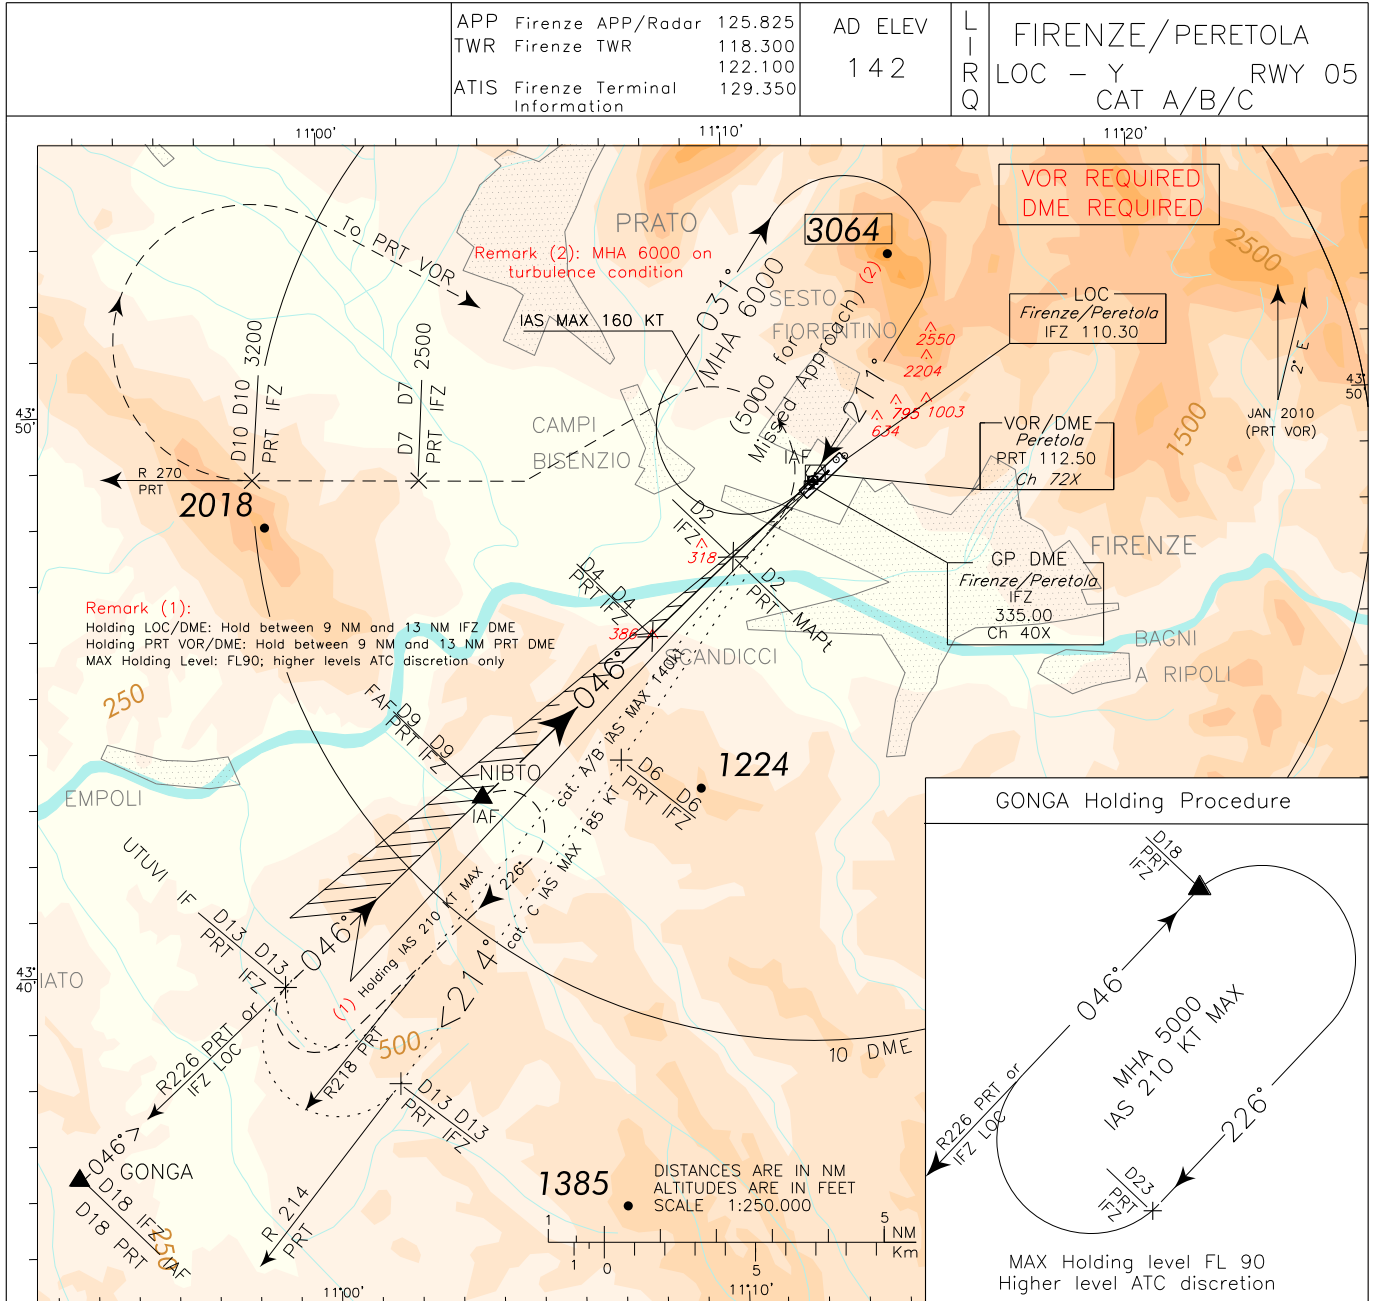 APP Firenze APP/Radar 125.825
TWR Firenze TWR 118.300
122.100
ATIS Firenze Terminal 129.350
Information
AD ELEV
142
LIRQ
FIRENZE/PERETOLA
LOC - Y RWY 05
CAT A/B/C
11°00'
11°10'
11°20'
VOR REQUIRED
DME REQUIRED
PRATO
3064
2500
To PRT VOR
Remark (2): MHA 6000 on
turbulence condition
(2)
SESTO
FIORENTINO
031°
MHA 6000
(5000 for
Missed Approach)
LOC
Firenze/Peretola
IFZ 110.30
IAS MAX 160 KT
2550
2204
795
1003
634
211°
2° E
JAN 2010
(PRT VOR)
43°
50'
43°
50'
1500
D10 D10 3200
PRT IFZ
D7 D7 2500
PRT IFZ
CAMPI
BISENZIO
VOR/DME
Peretola
PRT 112.50
Ch 72X
IAF
R 270
PRT
2018
D2
IFZ
318
D2
PRT
MAPt
FIRENZE
GP DME
Firenze/Peretola
IFZ
335.00
Ch 40X
D4 D4
PRT IFZ
386
SCANDICCI
BAGNI
A RIPOLI
Remark (1):
Holding LOC/DME: Hold between 9 NM and 13 NM IFZ DME
Holding PRT VOR/DME: Hold between 9 NM and 13 NM PRT DME
MAX Holding Level: FL90; higher levels ATC discretion only
250
046°
FAF D9 D9
PRT IFZ
NIBTO
IAF
cat. A/B IAS MAX 140kt
D6 D6
PRT IFZ
1224
EMPOLI
UTUVI IF D13 D13
PRT IFZ
226°
cat. C IAS MAX 185 KT
(1) Holding IAS 210 KT MAX
046°
<214°
43°
40'
IATO
R226 PRT or
IFZ LOC
R218 PRT
500
10 DME
D13 D13
PRT IFZ
046°>
GONGA
D18 IFZ
D18 PRT
IAF
250
R 214
PRT
1385
DISTANCES ARE IN NM
ALTITUDES ARE IN FEET
SCALE 1:250.000
1 5 NM
Km
1 0 5
11°00'
11°10'
GONGA Holding Procedure
D18
PRT
IFZ
046°
MHA 5000
IAS 210 KT MAX
226°
R226 PRT or
IFZ LOC
D23
PRT
IFZ
MAX Holding level FL 90
Higher level ATC discretion